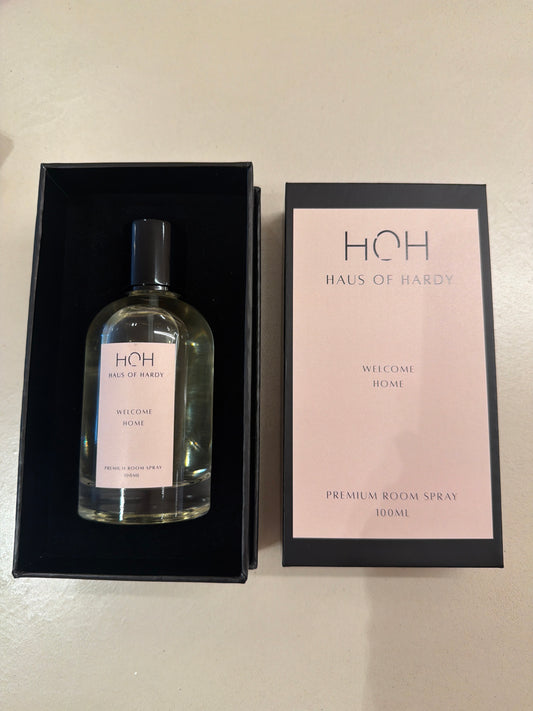 HOH
HAUS OF HARDY
WELCOME
HOME
PREMIUM ROOM SPRAY
100ML
HOH
HAUS OF HARDY
WELCOME
HOME
PREMIUM ROOM SPRAY
100ML